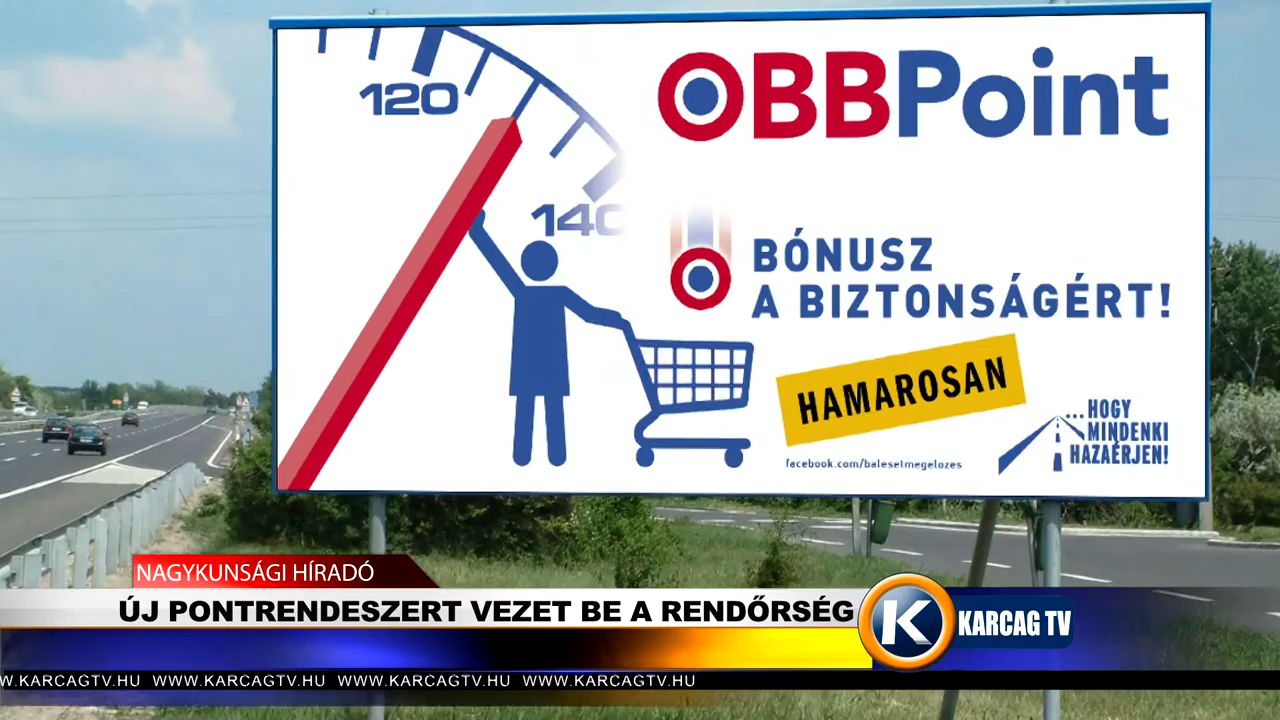 120
140
OBBPoint
BÓNUSZ
A BIZTONSÁGÉRT!
HAMAROSAN
facebook.com/balesetmegelozes
...HOGY
MINDENKI
HAZAÉRJEN!
NAGYKUNSÁGI HÍRADÓ
ÚJ PONTRENDESZERT VEZET BE A RENDŐRSÉG
K KARCAG TV
W.KARCAGTV.HU WWW.KARCAGTV.HU WWW.KARCAGTV.HU WWW.KARCAGTV.HU